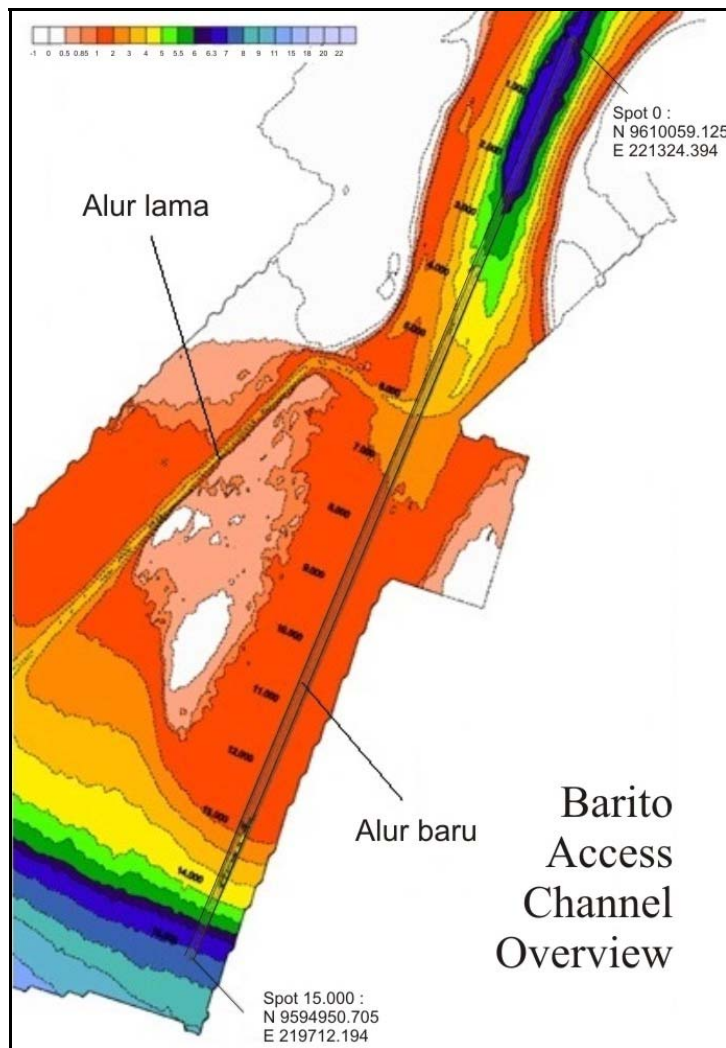 -1 0 0.5 0.85 1 2 3 4 5 5.5 6 6.3 7 8 9 11 15 18 20 22
Spot 0 :
N 9610059.125
E 221324.394
1.000
2.000
3.000
Alur lama
4.000
5.000
6.000
7.000
8.000
9.000
10.000
11.000
12.000
13.000
Alur baru
14.000
Barito
Access
Channel
Overview
Spot 15.000 :
N 9594950.705
E 219712.194